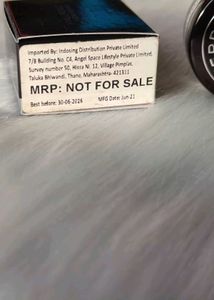 Imported By: Indosing Distribution Private Limited
7/8 Building No. C4, Angel Space Lifestyle Private Limited,
Survey number 50, Hissa Ni. 12, Village Pimplas,
Taluka Bhiwandi, Thane, Maharashtra- 421311
MRP: NOT FOR SALE
Best before: 30-06-2026 MFG Date: Jun-21